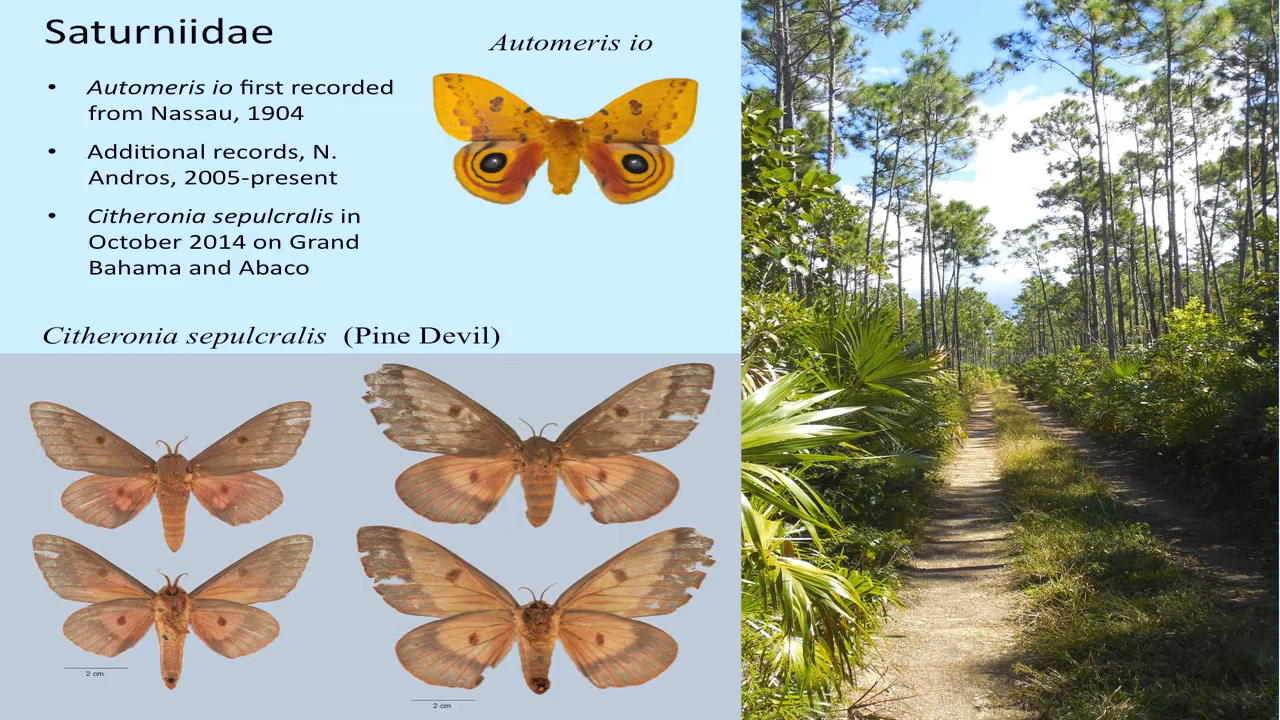 Saturniidae
Automeris io
• Automeris io first recorded
from Nassau, 1904
• Additional records, N.
Andros, 2005-present
• Citheronia sepulcralis in
October 2014 on Grand
Bahama and Abaco
Citheronia sepulcralis (Pine Devil)
2 cm
2 cm